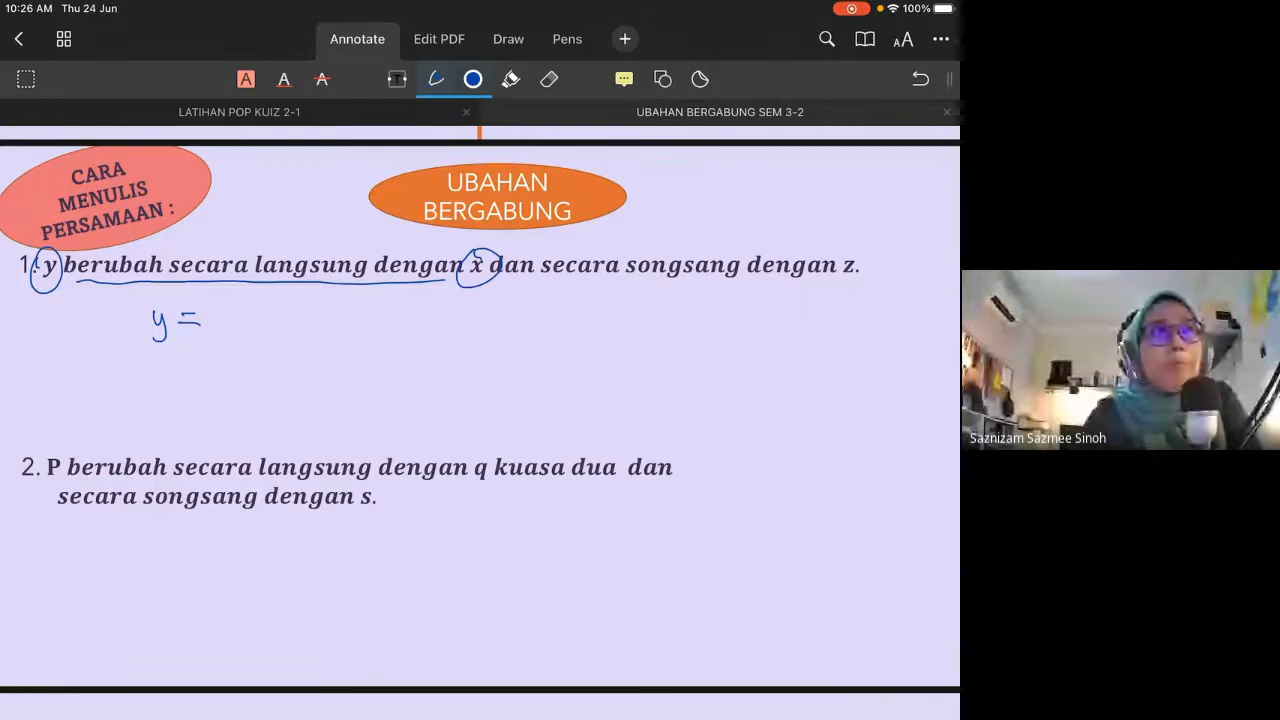 10:26 AM Thu 24 Jun
100%
Annotate Edit PDF Draw Pens
AA
A A A T
LATIHAN POP KUIZ 2-1 × UBAHAN BERGABUNG SEM 3-2 ×
CARA
MENULIS
PERSAMAAN :
UBAHAN
BERGABUNG
1. y berubah secara langsung dengan x dan secara songsang dengan z.
y =
2. P berubah secara langsung dengan q kuasa dua dan
secara songsang dengan s.
Saznizam Sazmee Sinoh